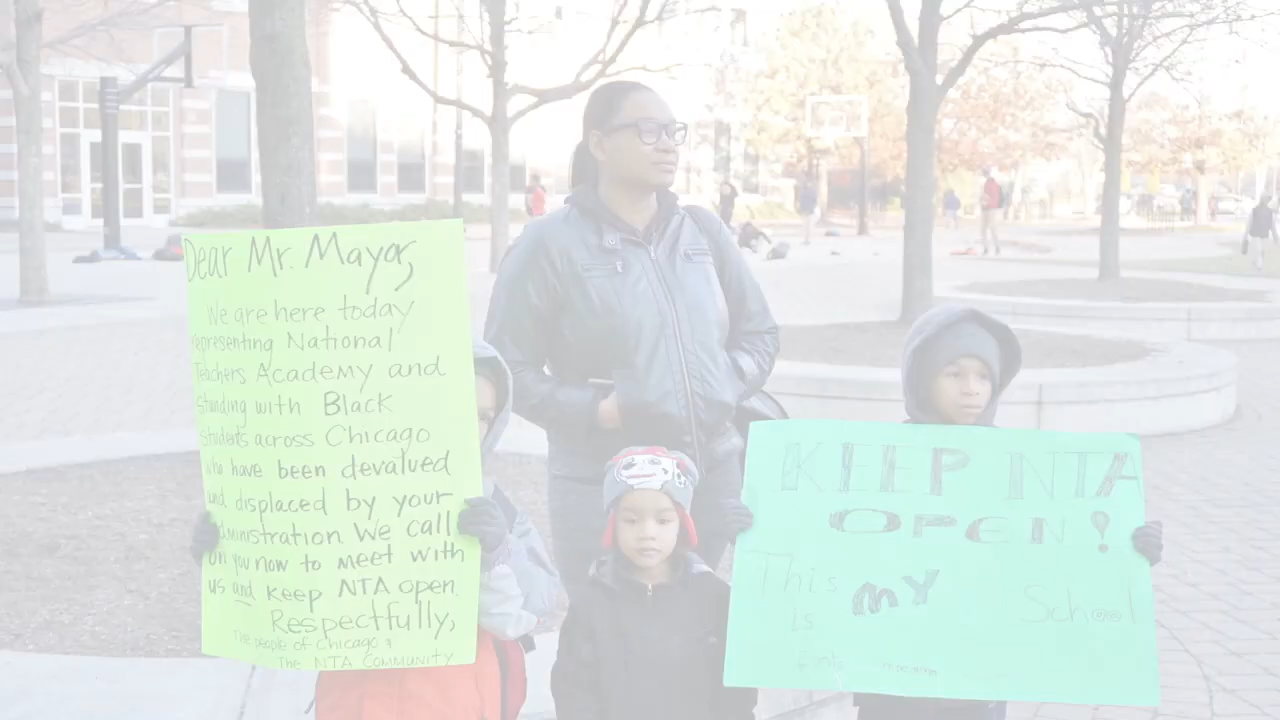 Dear Mr. Mayor,
We are here today
representing National
Teachers Academy and
standing with Black
students across Chicago
who have been devalued
and displaced by your
administration We call
on you now to meet with
us and keep NTA open.
Respectfully,
The people of Chicago &
The NTA Community
KEEP NTA
OPEN!
This
is MY School